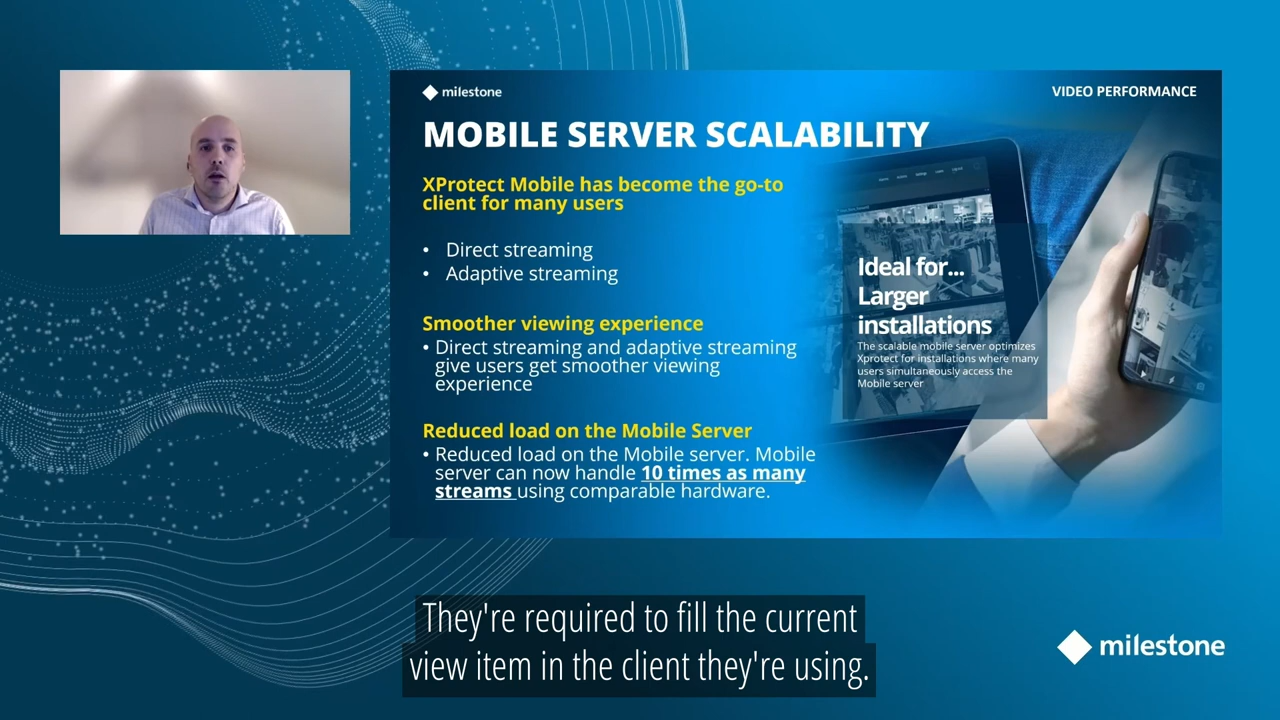 milestone
VIDEO PERFORMANCE
MOBILE SERVER SCALABILITY
XProtect Mobile has become the go-to
client for many users
• Direct streaming
• Adaptive streaming
Smoother viewing experience
• Direct streaming and adaptive streaming
give users get smoother viewing
experience
Reduced load on the Mobile Server
• Reduced load on the Mobile server. Mobile
server can now handle 10 times as many
streams using comparable hardware.
Ideal for...
Larger
installations
The scalable mobile server optimizes
Xprotect for installations where many
users simultaneously access the
Mobile server
They're required to fill the current
view item in the client they're using.
milestone